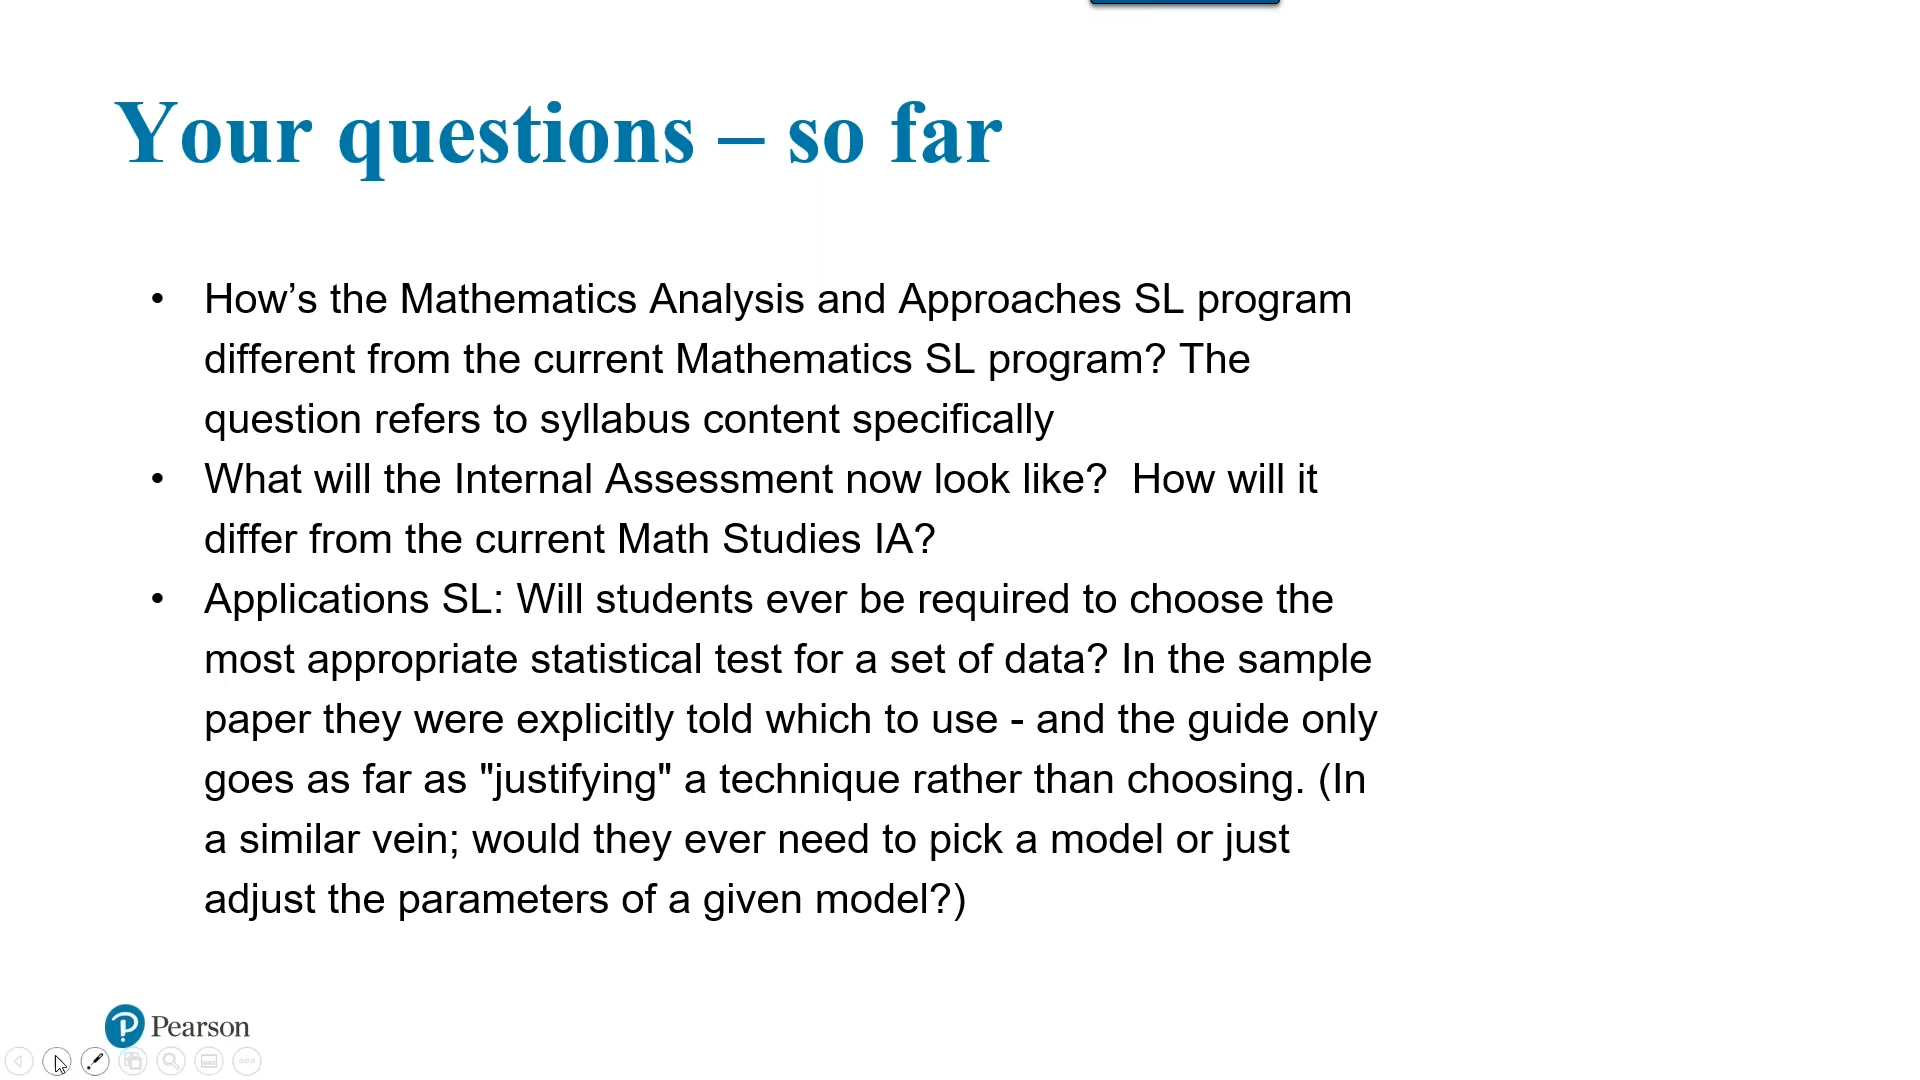 Your questions – so far
• How’s the Mathematics Analysis and Approaches SL program
different from the current Mathematics SL program? The
question refers to syllabus content specifically
• What will the Internal Assessment now look like?  How will it
differ from the current Math Studies IA?
• Applications SL: Will students ever be required to choose the
most appropriate statistical test for a set of data? In the sample
paper they were explicitly told which to use - and the guide only
goes as far as "justifying" a technique rather than choosing. (In
a similar vein; would they ever need to pick a model or just
adjust the parameters of a given model?)
Pearson